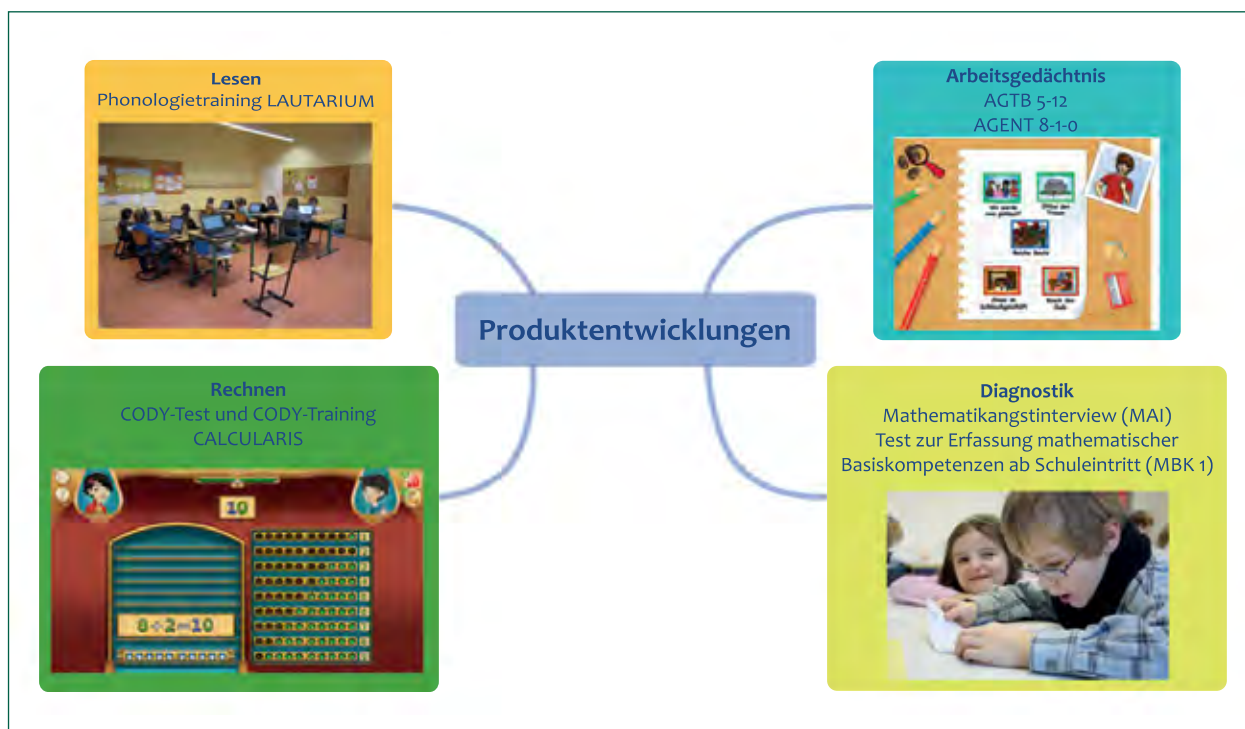 Lesen
Phonologietraining LAUTARIUM
Arbeitsgedächtnis
AGTB 5-12
AGENT 8-1-0
Produktentwicklungen
Rechnen
CODY-Test und CODY-Training
CALCULARIS
10
8+2=10
Diagnostik
Mathematikangstinterview (MAI)
Test zur Erfassung mathematischer
Basiskompetenzen ab Schuleintritt (MBK 1)